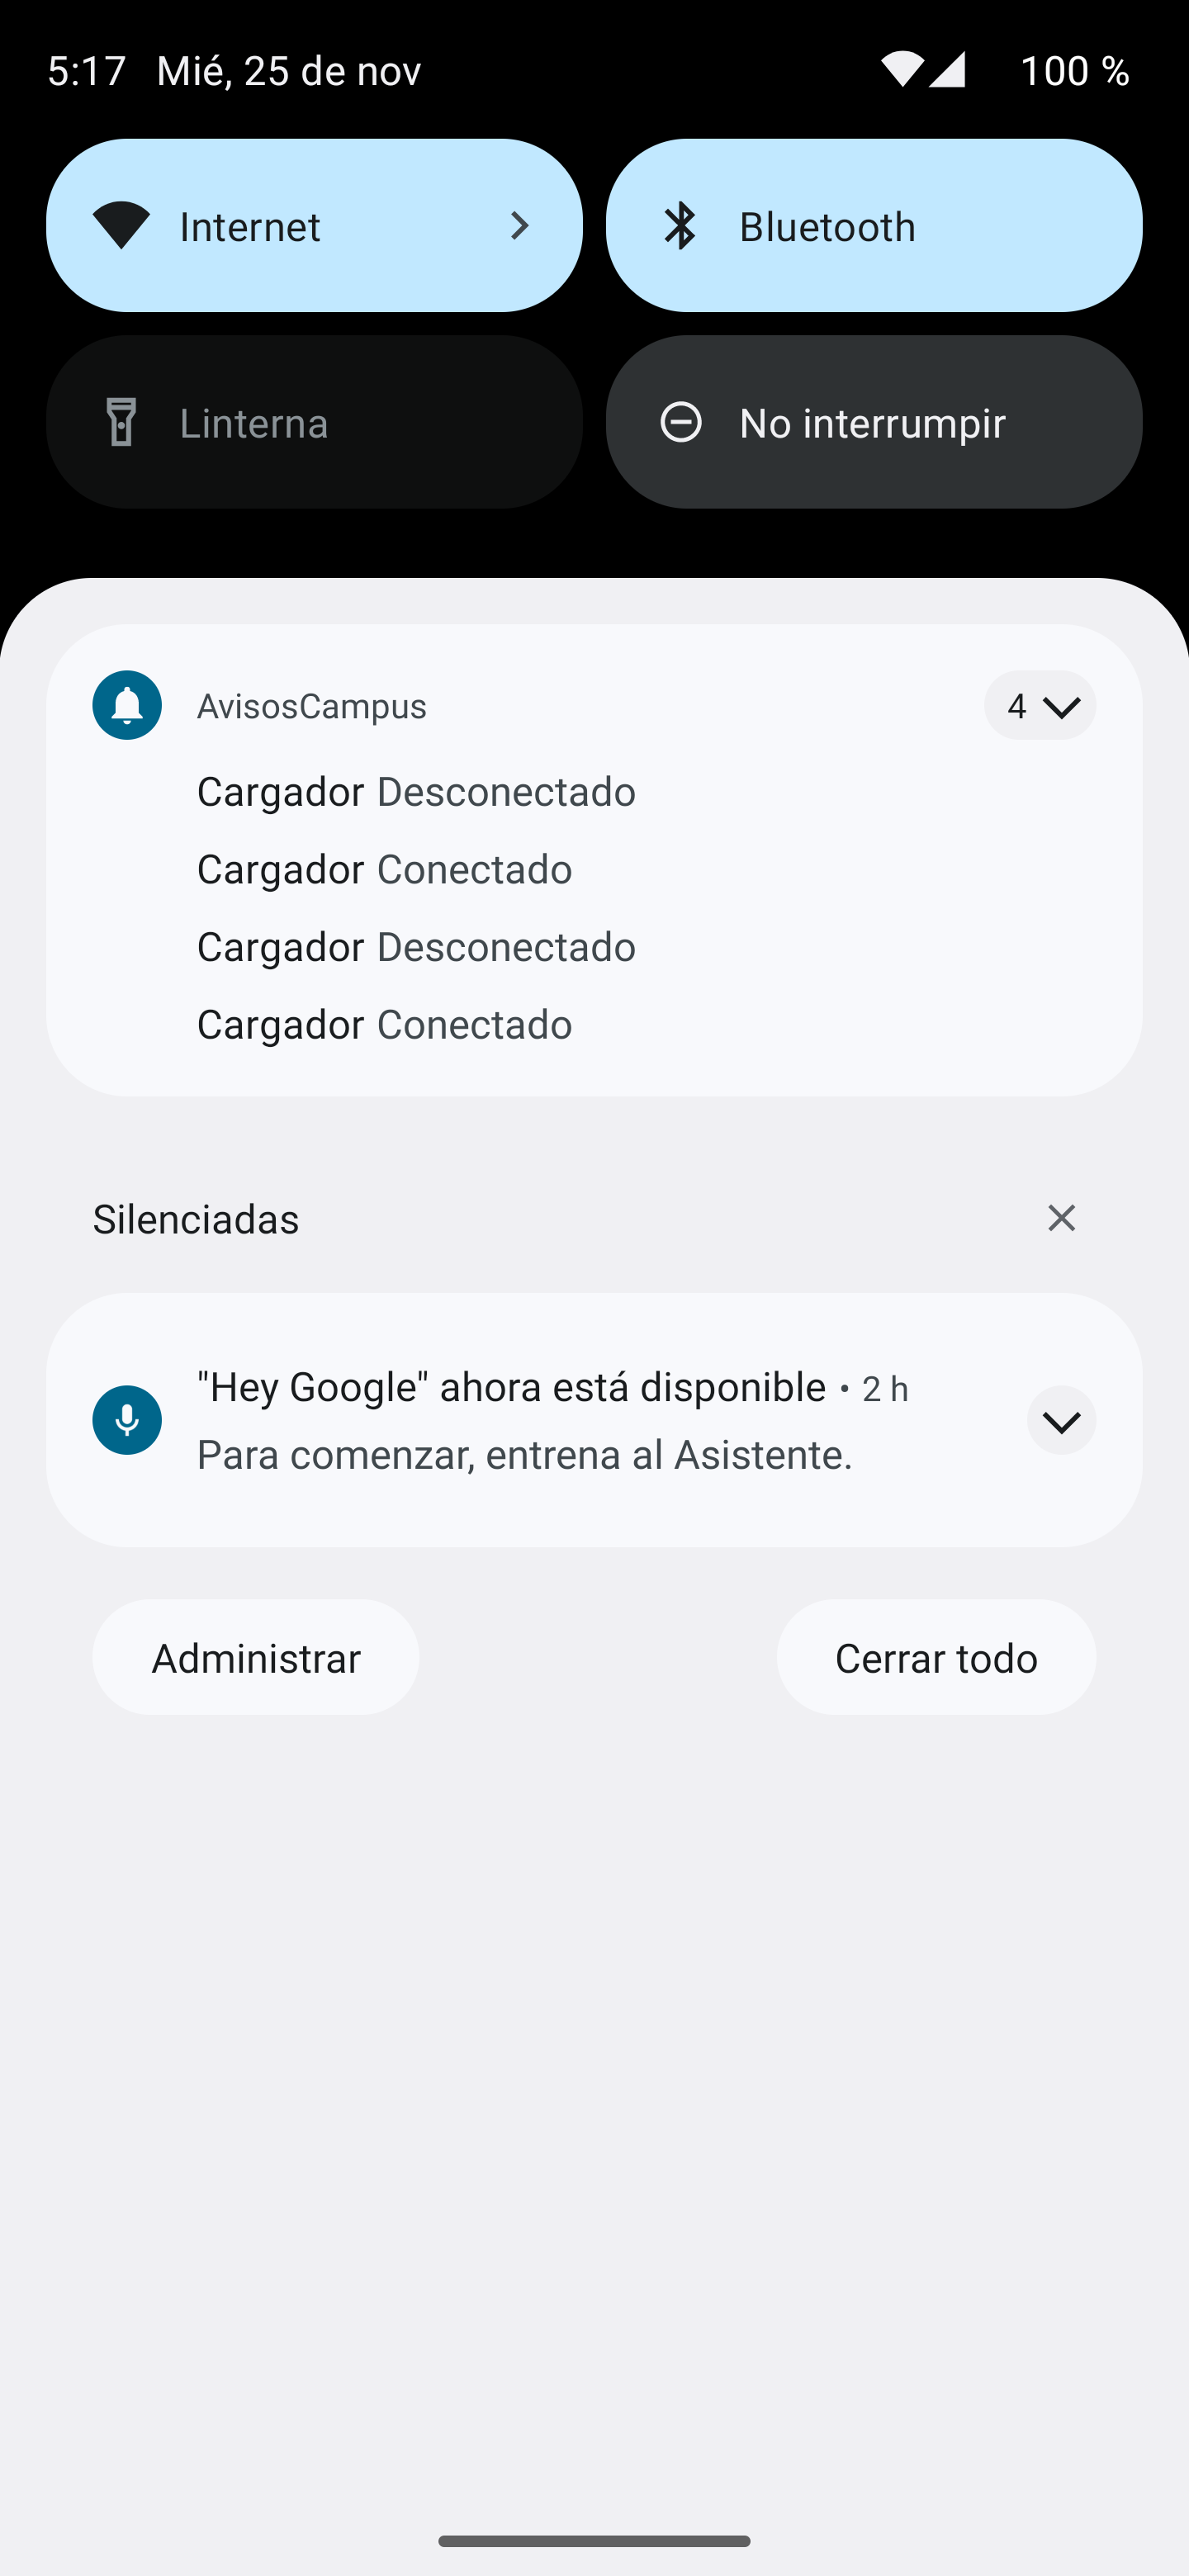 5:17 Mié, 25 de nov 100 %
Internet Bluetooth
Linterna No interrumpir
AvisosCampus 4
Cargador Desconectado
Cargador Conectado
Cargador Desconectado
Cargador Conectado
Silenciadas
"Hey Google" ahora está disponible • 2 h
Para comenzar, entrena al Asistente.
Administrar Cerrar todo